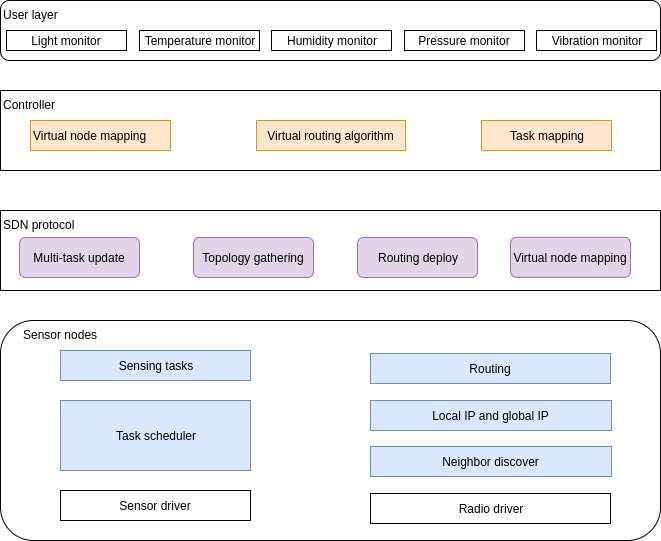 User layer
Light monitor
Temperature monitor
Humidity monitor
Pressure monitor
Vibration monitor
Controller
Virtual node mapping
Virtual routing algorithm
Task mapping
SDN protocol
Multi-task update
Topology gathering
Routing deploy
Virtual node mapping
Sensor nodes
Sensing tasks
Task scheduler
Sensor driver
Routing
Local IP and global IP
Neighbor discover
Radio driver